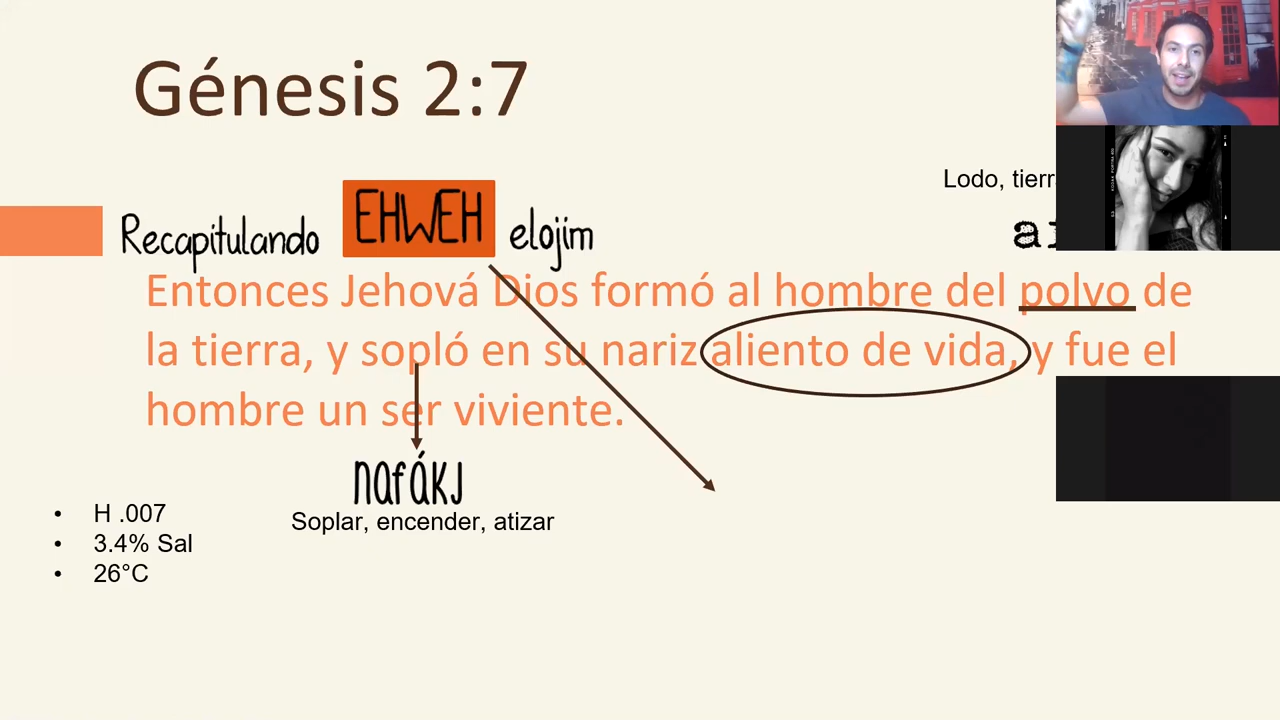 Génesis 2:7
Lodo, tierr
Recapitulando EHWEH elojim
Entonces Jehová Dios formó al hombre del polvo de
la tierra, y sopló en su nariz aliento de vida, y fue el
hombre un ser viviente.
nafákJ
Soplar, encender, atizar
• H .007
• 3.4% Sal
• 26°C